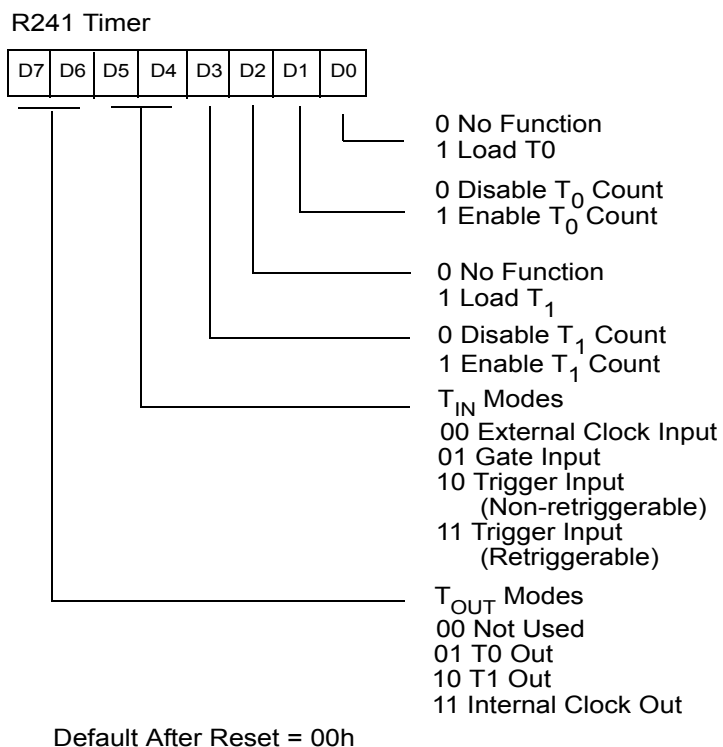 R241 Timer
D7 D6 D5 D4 D3 D2 D1 D0
0 No Function
1 Load T0
0 Disable T0 Count
1 Enable T0 Count
0 No Function
1 Load T1
0 Disable T1 Count
1 Enable T1 Count
TIN Modes
00 External Clock Input
01 Gate Input
10 Trigger Input
(Non-retriggerable)
11 Trigger Input
(Retriggerable)
TOUT Modes
00 Not Used
01 T0 Out
10 T1 Out
11 Internal Clock Out
Default After Reset = 00h